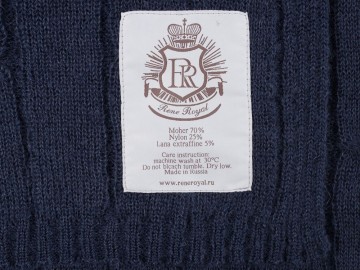 RR
Rene Royal
Moher 70%
Nylon 25%
Lana extraffine 5%
Care instruction:
machine wash at 30°C
Do not bleach tumble. Dry low.
Made in Russia
www.reneroyal.ru